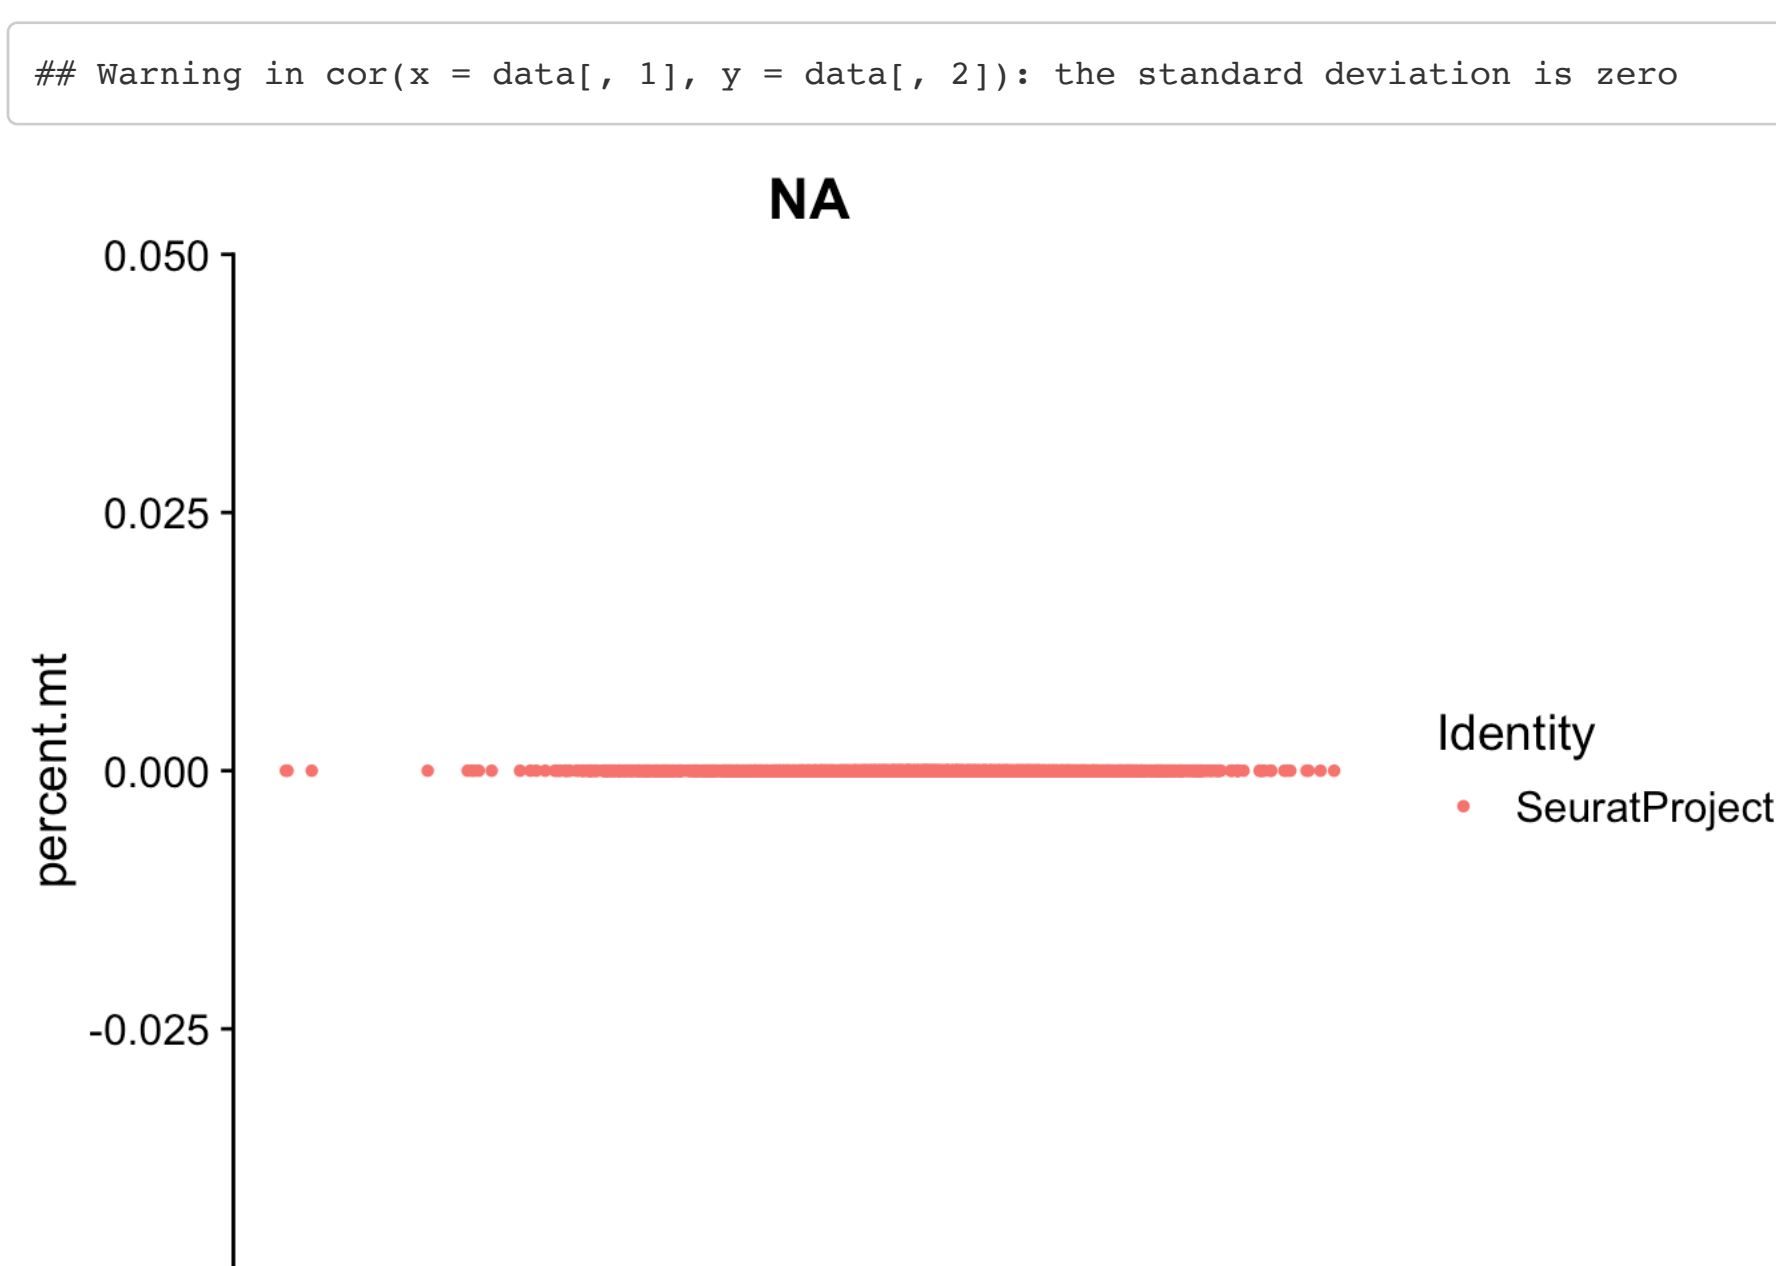 ## Warning in cor(x = data[, 1], y = data[, 2]): the standard deviation is zero
NA
0.050
0.025
0.000
-0.025
percent.mt
Identity
SeuratProject